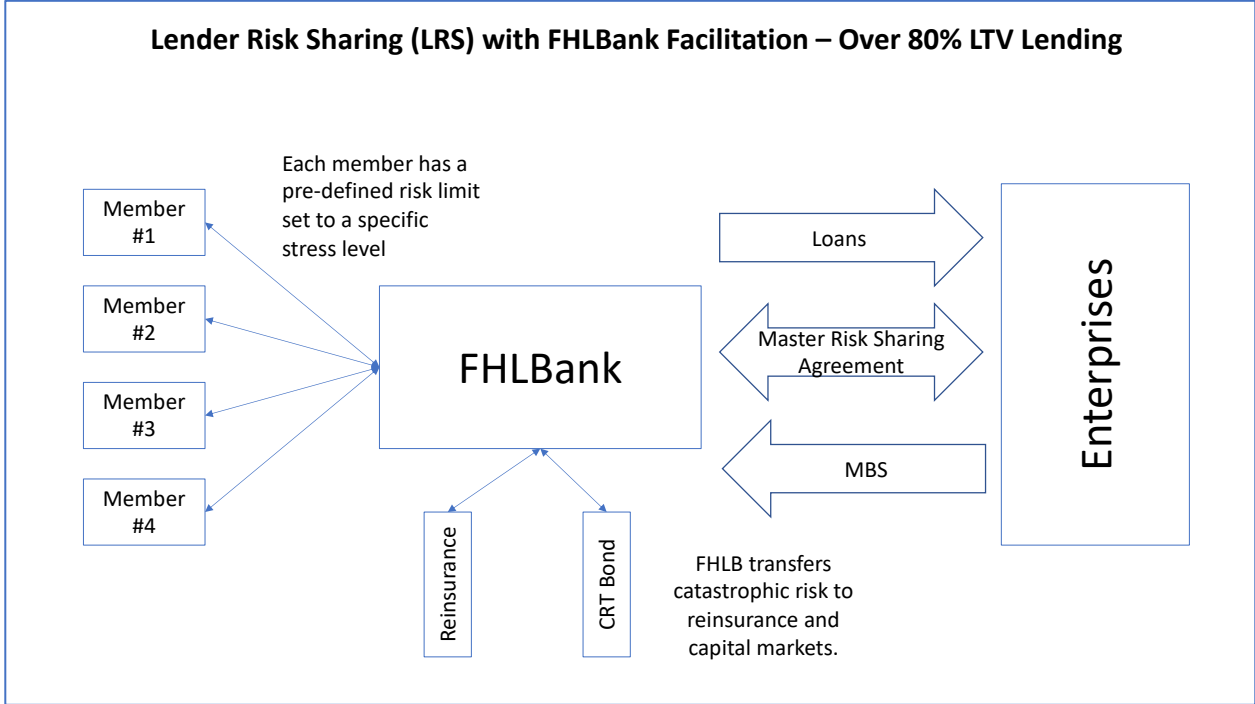 Lender Risk Sharing (LRS) with FHLBank Facilitation – Over 80% LTV Lending
Each member has a
pre-defined risk limit
set to a specific
stress level
Member
#1
Member
#2
Member
#3
Member
#4
FHLBank
Loans
Master Risk Sharing
Agreement
MBS
Enterprises
Reinsurance
CRT Bond
FHLB transfers
catastrophic risk to
reinsurance and
capital markets.